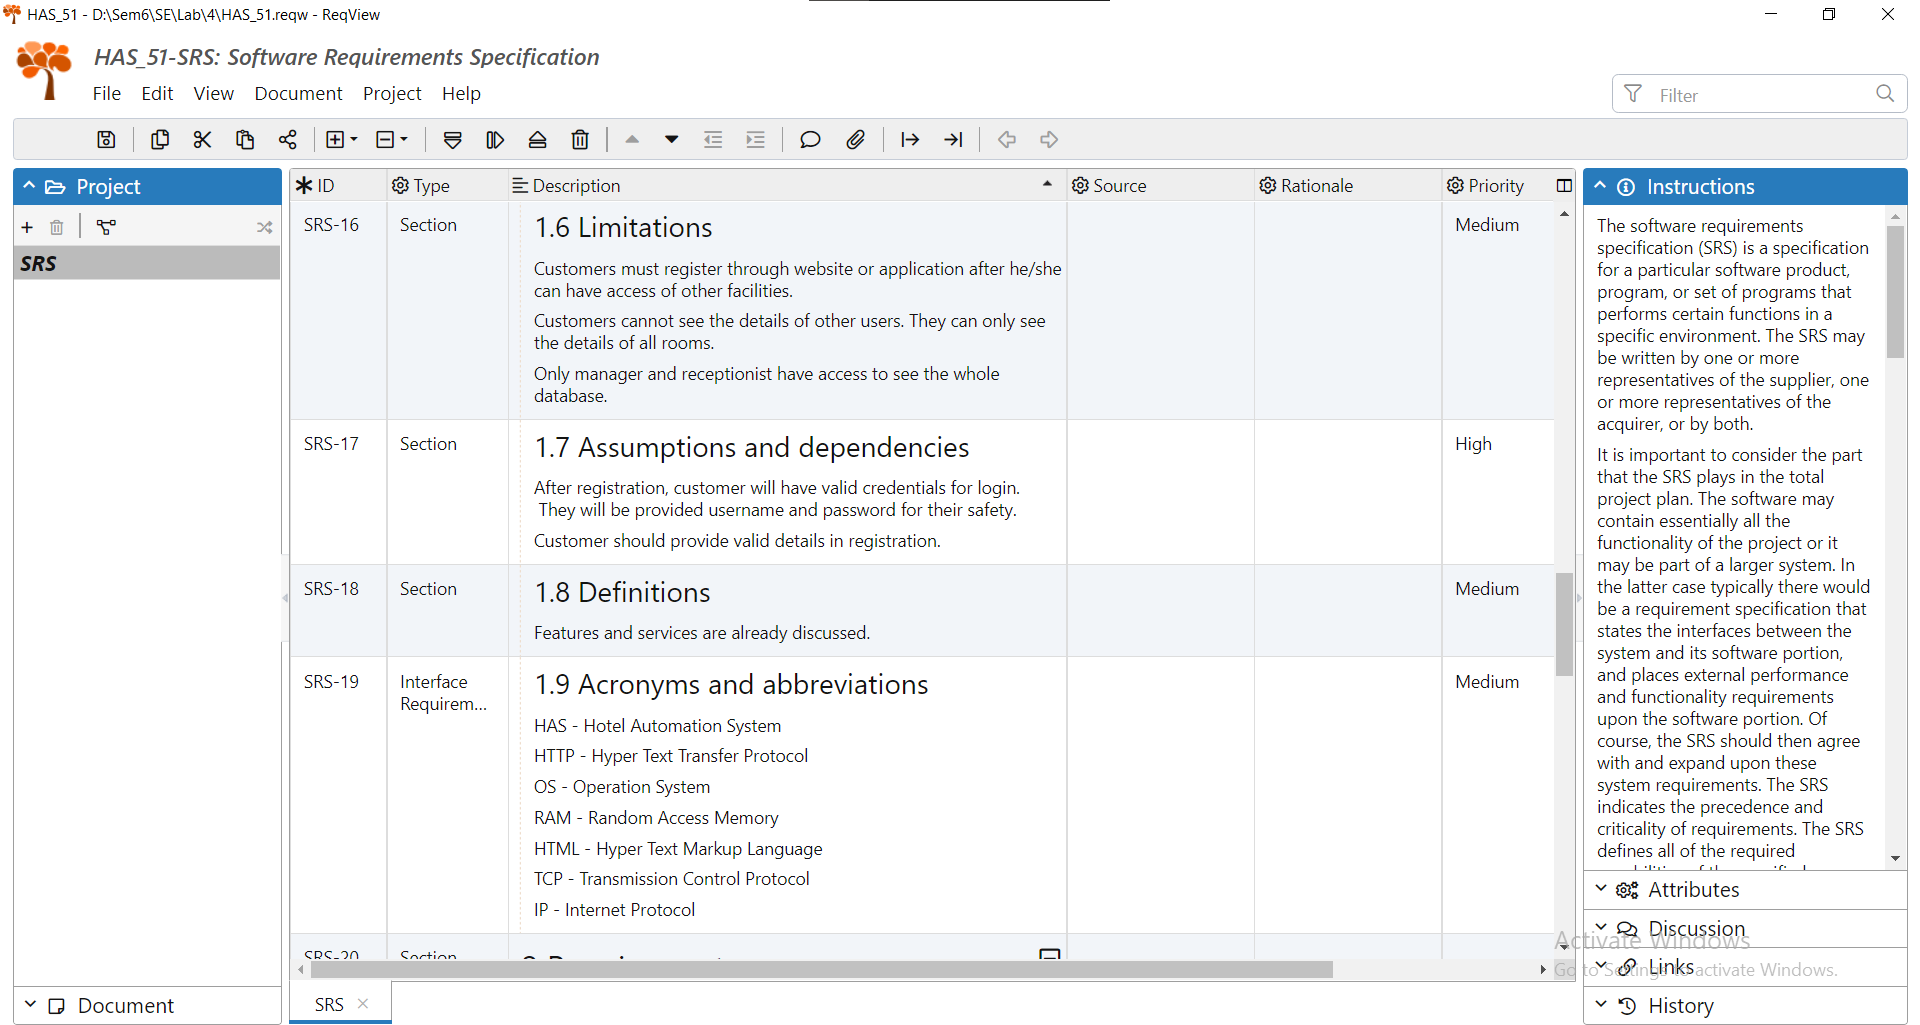 HAS_51 - D:\Sem6\SE\Lab\4\HAS_51.reqw - ReqView
HAS_51-SRS: Software Requirements Specification
File Edit View Document Project Help
Filter
Project
SRS
Document
ID Type Description Source Rationale Priority
SRS-16 Section 1.6 Limitations Medium
Customers must register through website or application after he/she
can have access of other facilities.
Customers cannot see the details of other users. They can only see
the details of all rooms.
Only manager and receptionist have access to see the whole
database.
SRS-17 Section 1.7 Assumptions and dependencies High
After registration, customer will have valid credentials for login.
They will be provided username and password for their safety.
Customer should provide valid details in registration.
SRS-18 Section 1.8 Definitions Medium
Features and services are already discussed.
SRS-19 Interface
Requirem... 1.9 Acronyms and abbreviations Medium
HAS - Hotel Automation System
HTTP - Hyper Text Transfer Protocol
OS - Operation System
RAM - Random Access Memory
HTML - Hyper Text Markup Language
TCP - Transmission Control Protocol
IP - Internet Protocol
SRS-20 Section
SRS
Instructions
The software requirements
specification (SRS) is a specification
for a particular software product,
program, or set of programs that
performs certain functions in a
specific environment. The SRS may
be written by one or more
representatives of the supplier, one
or more representatives of the
acquirer, or by both.
It is important to consider the part
that the SRS plays in the total
project plan. The software may
contain essentially all the
functionality of the project or it
may be part of a larger system. In
the latter case typically there would
be a requirement specification that
states the interfaces between the
system and its software portion,
and places external performance
and functionality requirements
upon the software portion. Of
course, the SRS should then agree
with and expand upon these
system requirements. The SRS
indicates the precedence and
criticality of requirements. The SRS
defines all of the required
Attributes
Discussion
Links
History
Activate Windows
Go to Settings to activate Windows.